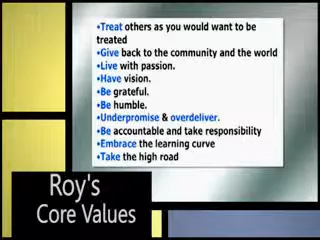 •Treat others as you would want to be
treated
•Give back to the community and the world
•Live with passion.
•Have vision.
•Be grateful.
•Be humble.
•Underpromise & overdeliver.
•Be accountable and take responsibility
•Embrace the learning curve
•Take the high road
Roy's
Core Values